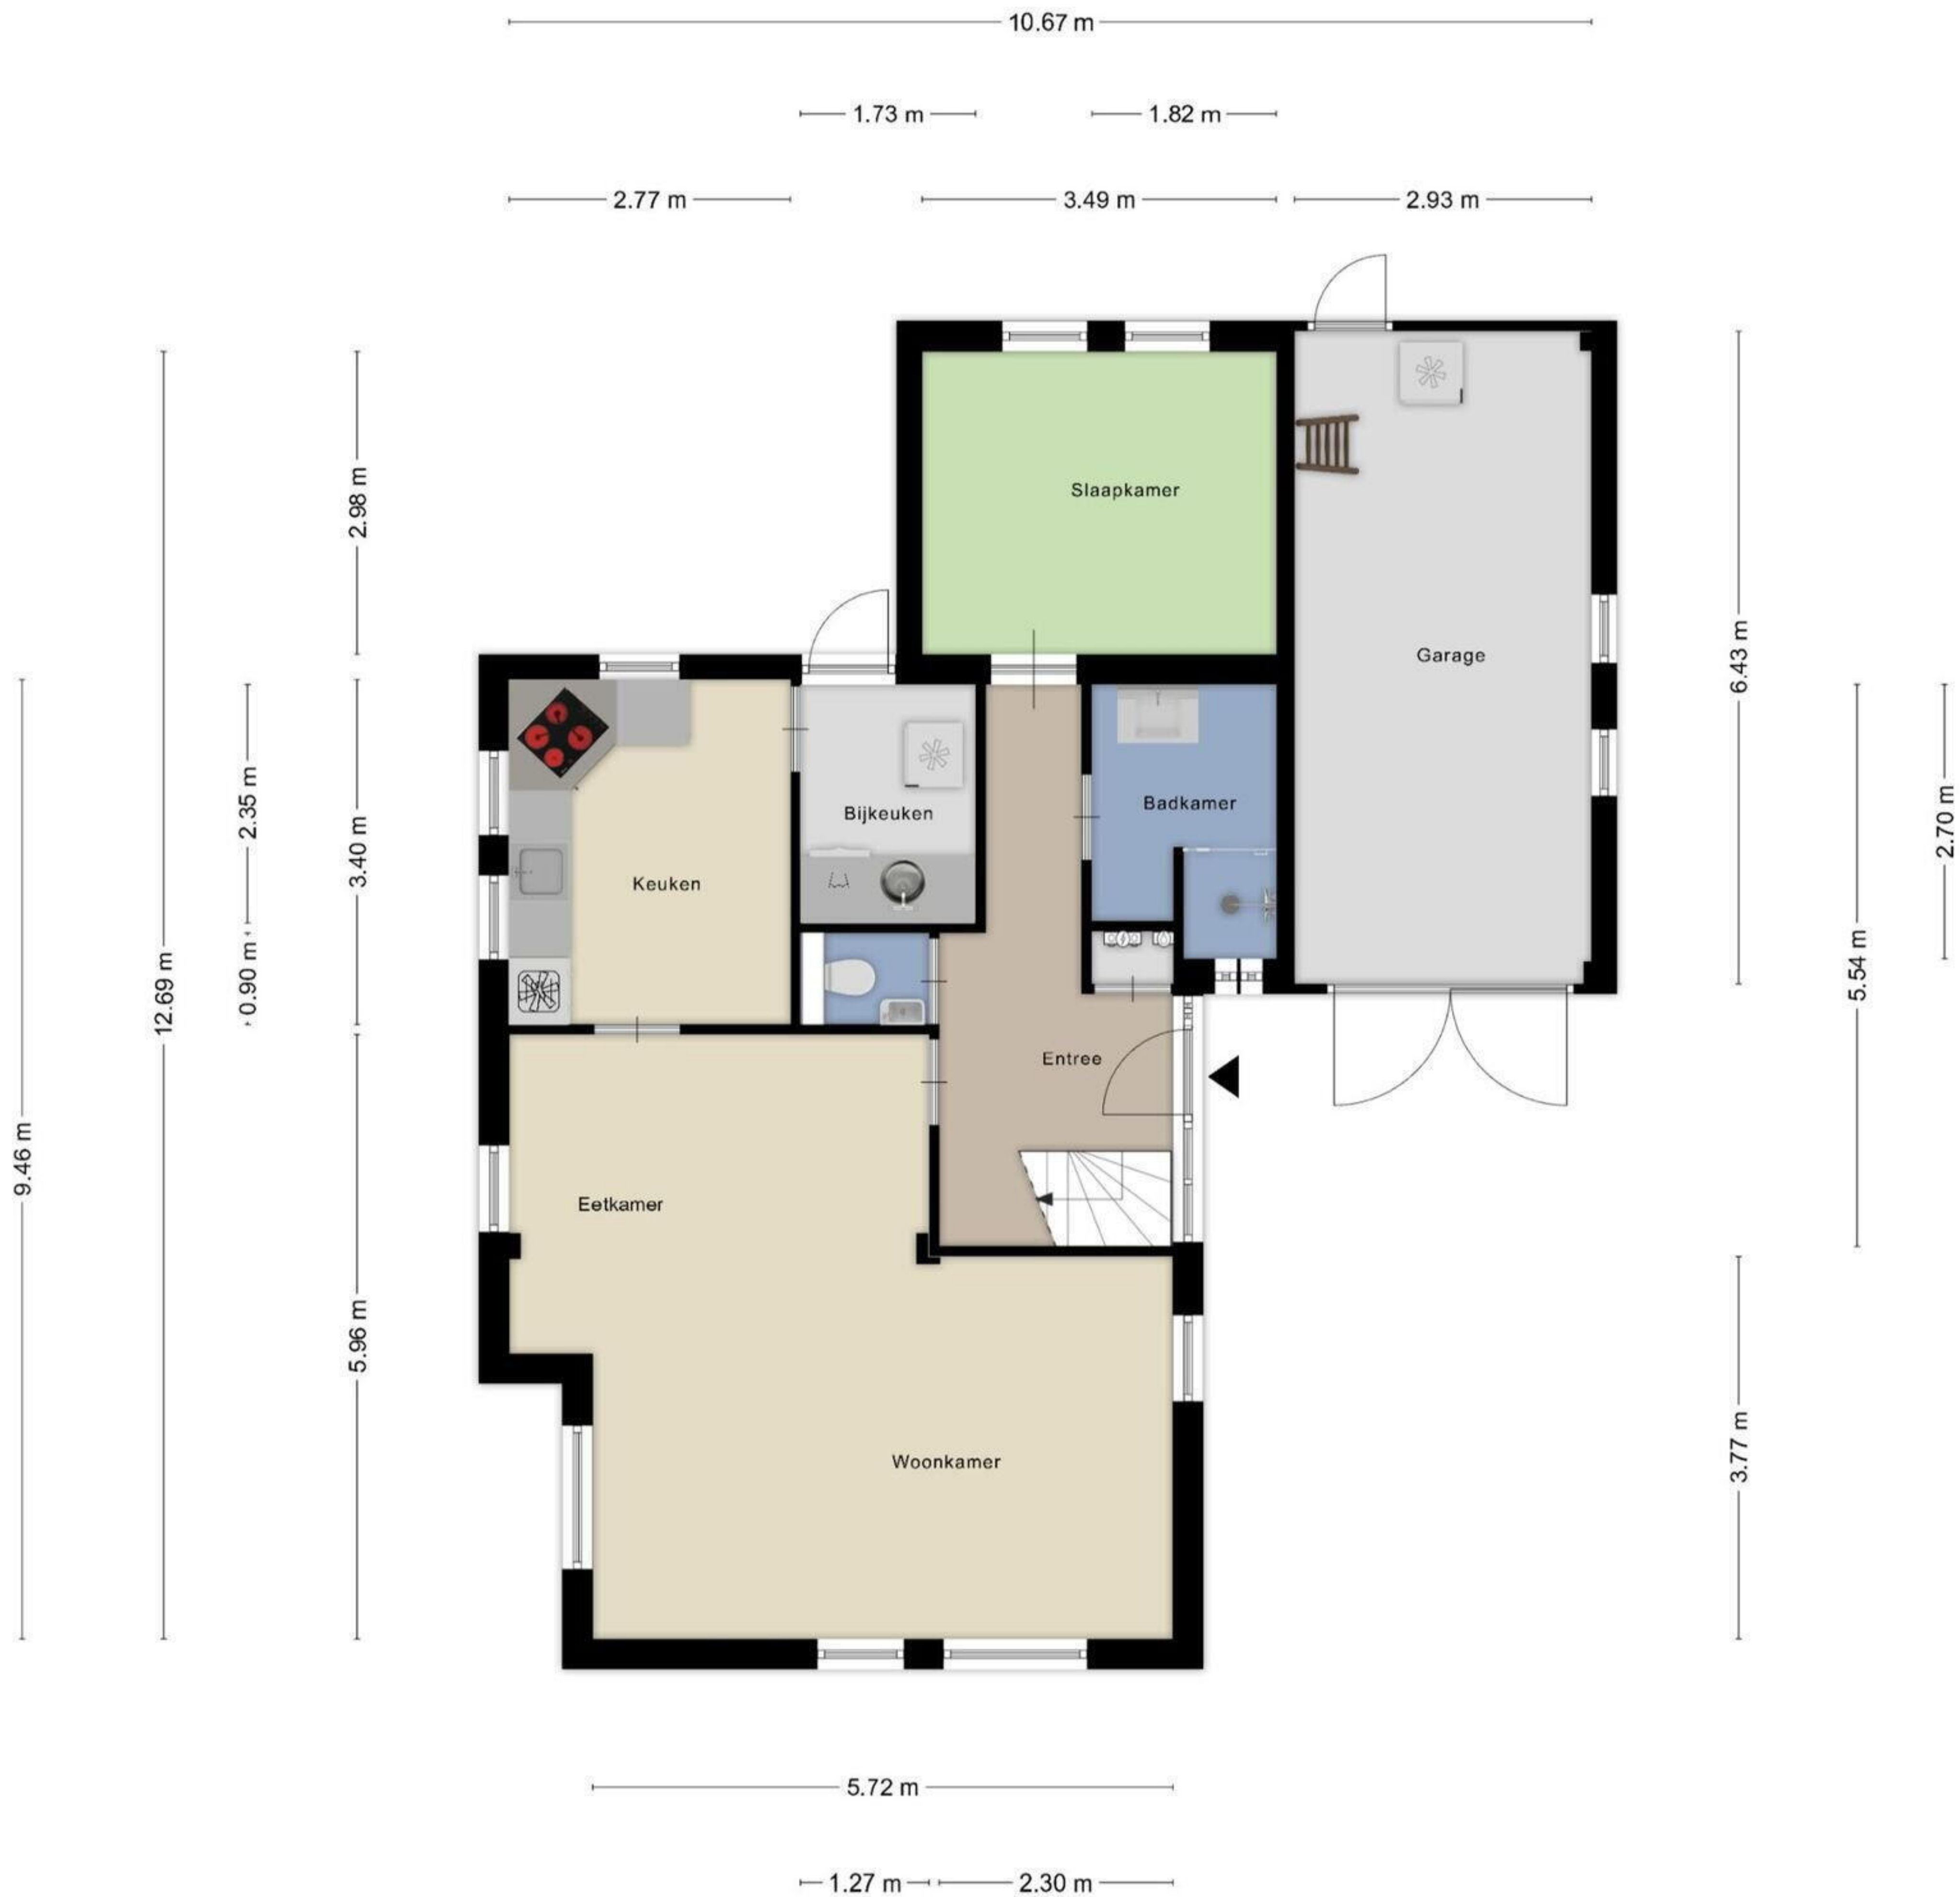 10.67 m
1.73 m
1.82 m
2.77 m
3.49 m
2.93 m
Slaapkamer
Garage
Bijkeuken
Badkamer
Keuken
Entree
Eetkamer
Woonkamer
9.46 m
12.69 m
2.35 m
0.90 m
2.98 m
3.40 m
5.96 m
6.43 m
3.77 m
5.54 m
2.70 m
5.72 m
1.27 m
2.30 m